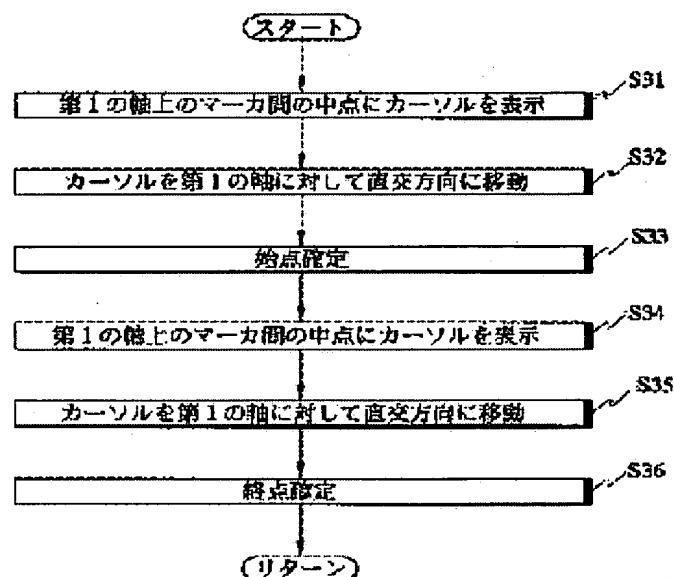 スタート
S31
第1の軸上のマーカ間の中点にカーソルを表示
S32
カーソルを第1の軸に対して直交方向に移動
S33
始点確定
S34
第1の軸上のマーカ間の中点にカーソルを表示
S35
カーソルを第1の軸に対して直交方向に移動
S36
終点確定
リターン